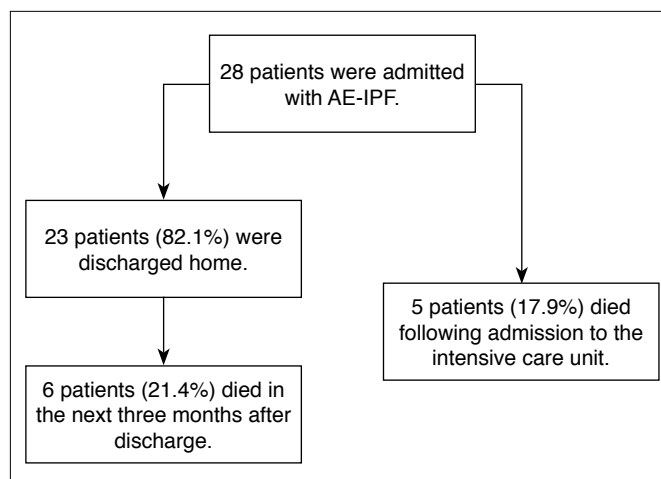 28 patients were admitted
with AE-IPF.
23 patients (82.1%) were
discharged home.
5 patients (17.9%) died
following admission to the
intensive care unit.
6 patients (21.4%) died in
the next three months after
discharge.